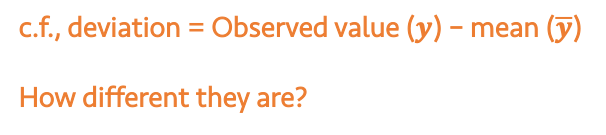 c.f., deviation = Observed value (y) – mean (y̅)
How different they are?